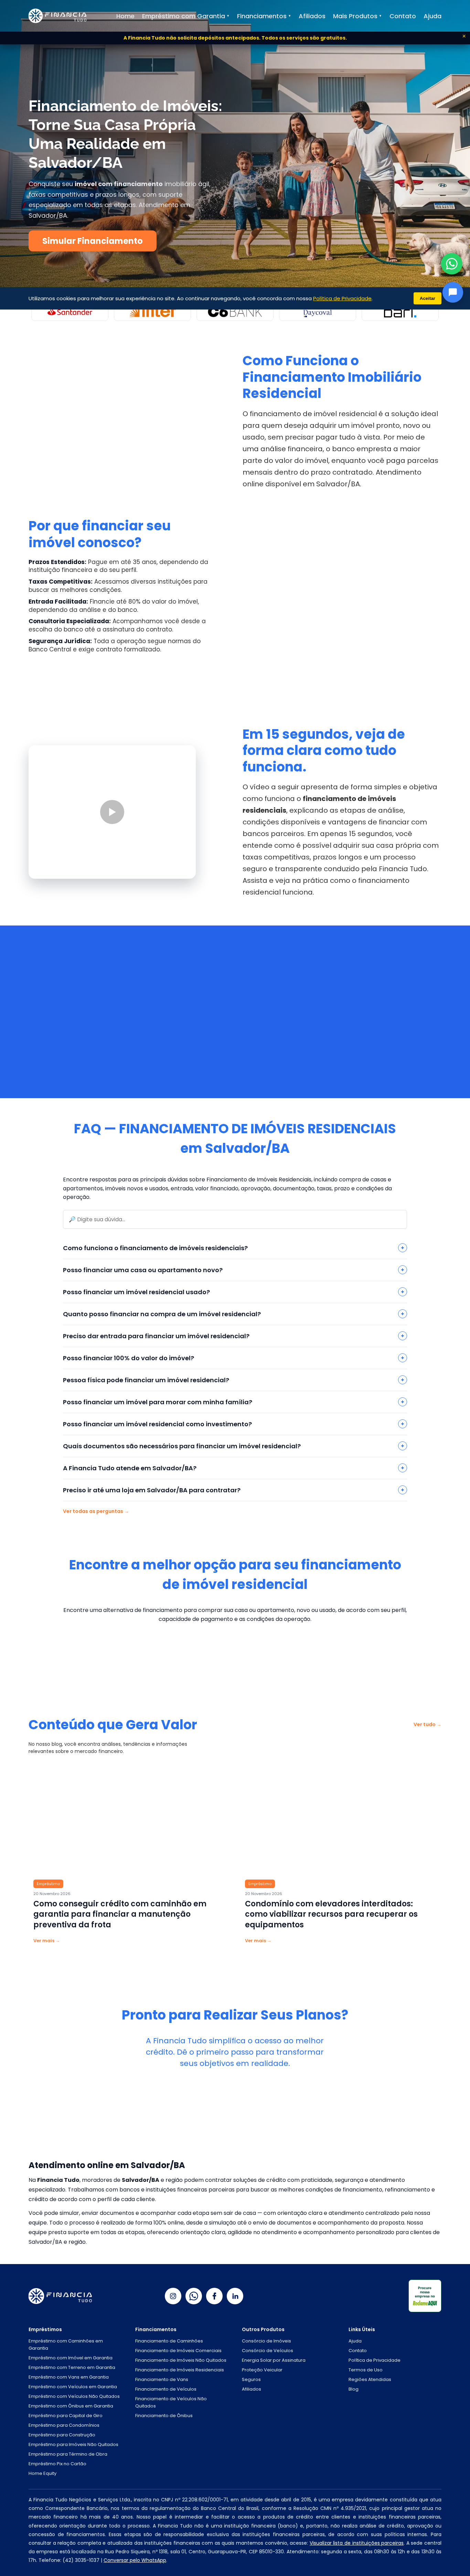 FINANCIA TUDO
Home
Empréstimo com Garantia
Financiamentos
Afiliados
Mais Produtos
Contato
Ajuda
A Financia Tudo não solicita depósitos antecipados. Todos os serviços são gratuitos.
×
Financiamento de Imóveis:
Torne Sua Casa Própria
Uma Realidade em
Salvador/BA
Conquiste seu imóvel com financiamento imobiliário ágil,
taxas competitivas e prazos longos, com suporte
especializado em todas as etapas. Atendimento em
Salvador/BA.
Simular Financiamento
Utilizamos cookies para melhorar sua experiência no site. Ao continuar navegando, você concorda com nossa Política de Privacidade.
Aceitar
Santander
inter
C6 BANK
Daycoval
bari.
Como Funciona o
Financiamento Imobiliário
Residencial
O financiamento de imóvel residencial é a solução ideal
para quem deseja adquirir um imóvel pronto, novo ou
usado, sem precisar pagar tudo à vista. Por meio de
uma análise financeira, o banco empresta a maior
parte do valor do imóvel, enquanto você paga parcelas
mensais dentro do prazo contratado. Atendimento
online disponível em Salvador/BA.
Por que financiar seu
imóvel conosco?
Prazos Estendidos: Pague em até 35 anos, dependendo da
instituição financeira e do seu perfil.
Taxas Competitivas: Acessamos diversas instituições para
buscar as melhores condições.
Entrada Facilitada: Financie até 80% do valor do imóvel,
dependendo da análise e do banco.
Consultoria Especializada: Acompanhamos você desde a
escolha do banco até a assinatura do contrato.
Segurança Jurídica: Toda a operação segue normas do
Banco Central e exige contrato formalizado.
Em 15 segundos, veja de
forma clara como tudo
funciona.
O vídeo a seguir apresenta de forma simples e objetiva
como funciona o financiamento de imóveis
residenciais, explicando as etapas de análise,
condições disponíveis e vantagens de financiar com
bancos parceiros. Em apenas 15 segundos, você
entende como é possível adquirir sua casa própria com
taxas competitivas, prazos longos e um processo
seguro e transparente conduzido pela Financia Tudo.
Assista e veja na prática como o financiamento
residencial funciona.
FAQ — FINANCIAMENTO DE IMÓVEIS RESIDENCIAIS
em Salvador/BA
Encontre respostas para as principais dúvidas sobre Financiamento de Imóveis Residenciais, incluindo compra de casas e
apartamentos, imóveis novos e usados, entrada, valor financiado, aprovação, documentação, taxas, prazo e condições da
operação.
🔎 Digite sua dúvida...
Como funciona o financiamento de imóveis residenciais?
+
Posso financiar uma casa ou apartamento novo?
+
Posso financiar um imóvel residencial usado?
+
Quanto posso financiar na compra de um imóvel residencial?
+
Preciso dar entrada para financiar um imóvel residencial?
+
Posso financiar 100% do valor do imóvel?
+
Pessoa física pode financiar um imóvel residencial?
+
Posso financiar um imóvel para morar com minha família?
+
Posso financiar um imóvel residencial como investimento?
+
Quais documentos são necessários para financiar um imóvel residencial?
+
A Financia Tudo atende em Salvador/BA?
+
Preciso ir até uma loja em Salvador/BA para contratar?
+
Ver todas as perguntas →
Encontre a melhor opção para seu financiamento
de imóvel residencial
Encontre uma alternativa de financiamento para comprar sua casa ou apartamento, novo ou usado, de acordo com seu perfil,
capacidade de pagamento e as condições da operação.
Conteúdo que Gera Valor
Ver tudo →
No nosso blog, você encontra análises, tendências e informações
relevantes sobre o mercado financeiro.
Empréstimo
Como conseguir crédito com caminhão em
garantia para financiar a manutenção
preventiva da frota
Ver mais →
Empréstimo
Condomínio com elevadores interditados:
como viabilizar recursos para recuperar os
equipamentos
Ver mais →
Pronto para Realizar Seus Planos?
A Financia Tudo simplifica o acesso ao melhor
crédito. Dê o primeiro passo para transformar
seus objetivos em realidade.
Atendimento online em Salvador/BA
Na Financia Tudo, moradores de Salvador/BA e região podem contratar soluções de crédito com praticidade, segurança e atendimento
especializado. Trabalhamos com bancos e instituições financeiras parceiras para buscar as melhores condições de financiamento, refinanciamento e
crédito de acordo com o perfil de cada cliente.
Você pode simular, enviar documentos e acompanhar cada etapa sem sair de casa — com orientação clara e atendimento centralizado pela nossa
equipe. Todo o processo é realizado de forma 100% online, desde a simulação até o envio de documentos e acompanhamento da proposta. Nossa
equipe presta suporte em todas as etapas, oferecendo orientação clara, agilidade no atendimento e acompanhamento personalizado para clientes de
Salvador/BA e região.
FINANCIA TUDO
Procure
nossa
empresa no
ReclameAQUI
Empréstimos
Empréstimo com Caminhões em
Garantia
Empréstimo com Imóvel em Garantia
Empréstimo com Terreno em Garantia
Empréstimo com Vans em Garantia
Empréstimo com Veículos em Garantia
Empréstimo com Veículos Não Quitados
Empréstimo com Ônibus em Garantia
Empréstimo para Capital de Giro
Empréstimo para Condomínios
Empréstimo para Construção
Empréstimo para Imóveis Não Quitados
Empréstimo para Término de Obra
Empréstimo Pix no Cartão
Home Equity
Financiamentos
Financiamento de Caminhões
Financiamento de Imóveis Comerciais
Financiamento de Imóveis Não Quitados
Financiamento de Imóveis Residenciais
Financiamento de Vans
Financiamento de Veículos
Financiamento de Veículos Não
Quitados
Financiamento de Ônibus
Outros Produtos
Consórcio de Imóveis
Consórcio de Veículos
Energia Solar por Assinatura
Proteção Veicular
Seguros
Afiliados
Links Úteis
Ajuda
Contato
Política de Privacidade
Termos de Uso
Regiões Atendidas
Blog
A Financia Tudo Negócios e Serviços Ltda., inscrita no CNPJ nº 22.208.602/0001-71, em atividade desde abril de 2015, é uma empresa devidamente constituída que atua
como Correspondente Bancário, nos termos da regulamentação do Banco Central do Brasil, conforme a Resolução CMN nº 4.935/2021, cujo principal gestor atua no
mercado financeiro há mais de 40 anos. Nosso papel é intermediar e facilitar o acesso a produtos de crédito entre clientes e instituições financeiras parceiras,
oferecendo orientação durante todo o processo. A Financia Tudo não é uma instituição financeira (banco) e, portanto, não realiza análise de crédito, aprovação ou
concessão de financiamentos. Essas etapas são de responsabilidade exclusiva das instituições financeiras parceiras, de acordo com suas políticas internas. Para
consultar a relação completa e atualizada das instituições financeiras com as quais mantemos convênio, acesse: Visualizar lista de instituições parceiras. A sede central
da empresa está localizada na Rua Pedro Siqueira, nº 1318, sala 01, Centro, Guarapuava-PR, CEP 85010-330. Atendimento: segunda a sexta, das 09h30 às 12h e das 13h30 às
17h. Telefone: (42) 3035-1037 | Conversar pelo WhatsApp.